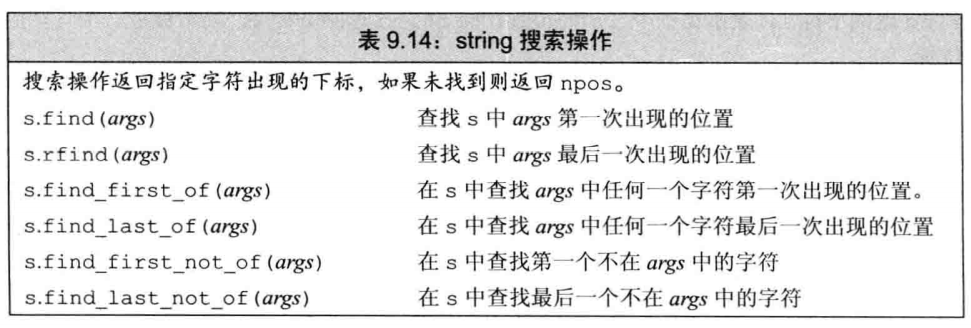 表 9.14：string 搜索操作
搜索操作返回指定字符出现的下标，如果未找到则返回 npos。
s.find(args) 查找 s 中 args 第一次出现的位置
s.rfind(args) 查找 s 中 args 最后一次出现的位置
s.find_first_of(args) 在 s 中查找 args 中任何一个字符第一次出现的位置。
s.find_last_of(args) 在 s 中查找 args 中任何一个字符最后一次出现的位置
s.find_first_not_of(args) 在 s 中查找第一个不在 args 中的字符
s.find_last_not_of(args) 在 s 中查找最后一个不在 args 中的字符